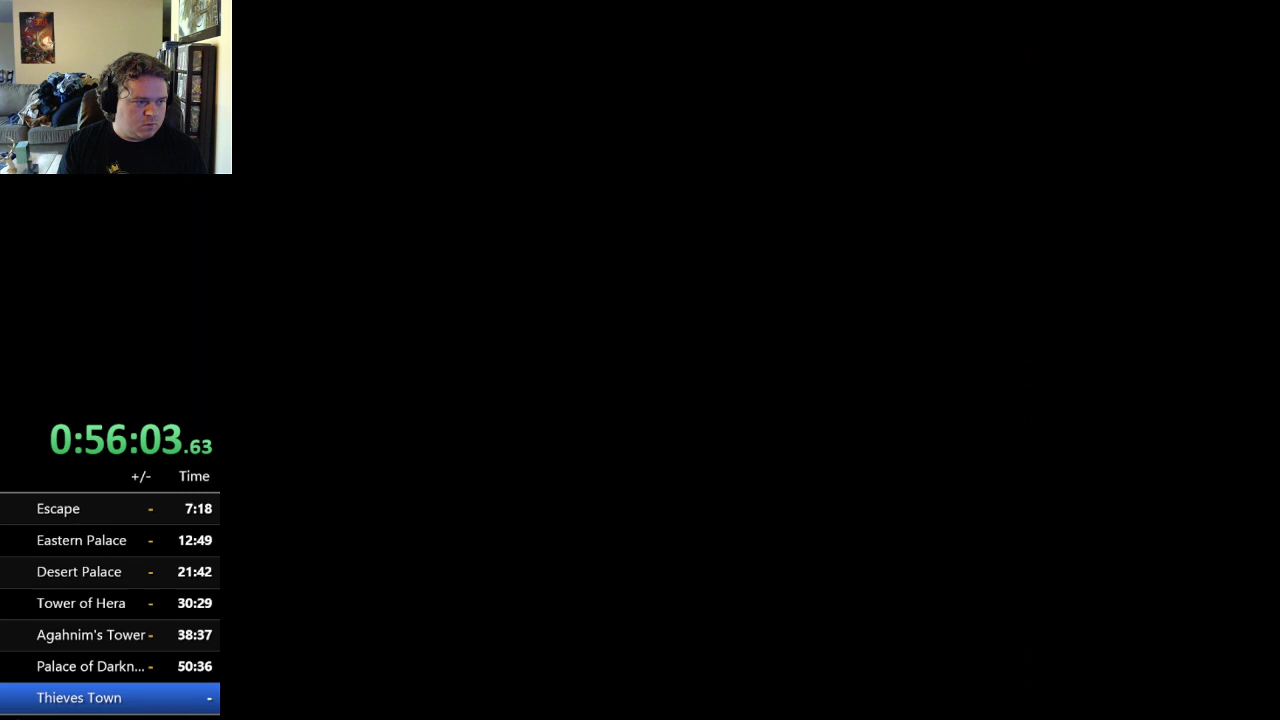 0:56:03.63
+/- Time
Escape - 7:18
Eastern Palace - 12:49
Desert Palace - 21:42
Tower of Hera - 30:29
Agahnim's Tower - 38:37
Palace of Darkn... - 50:36
Thieves Town -